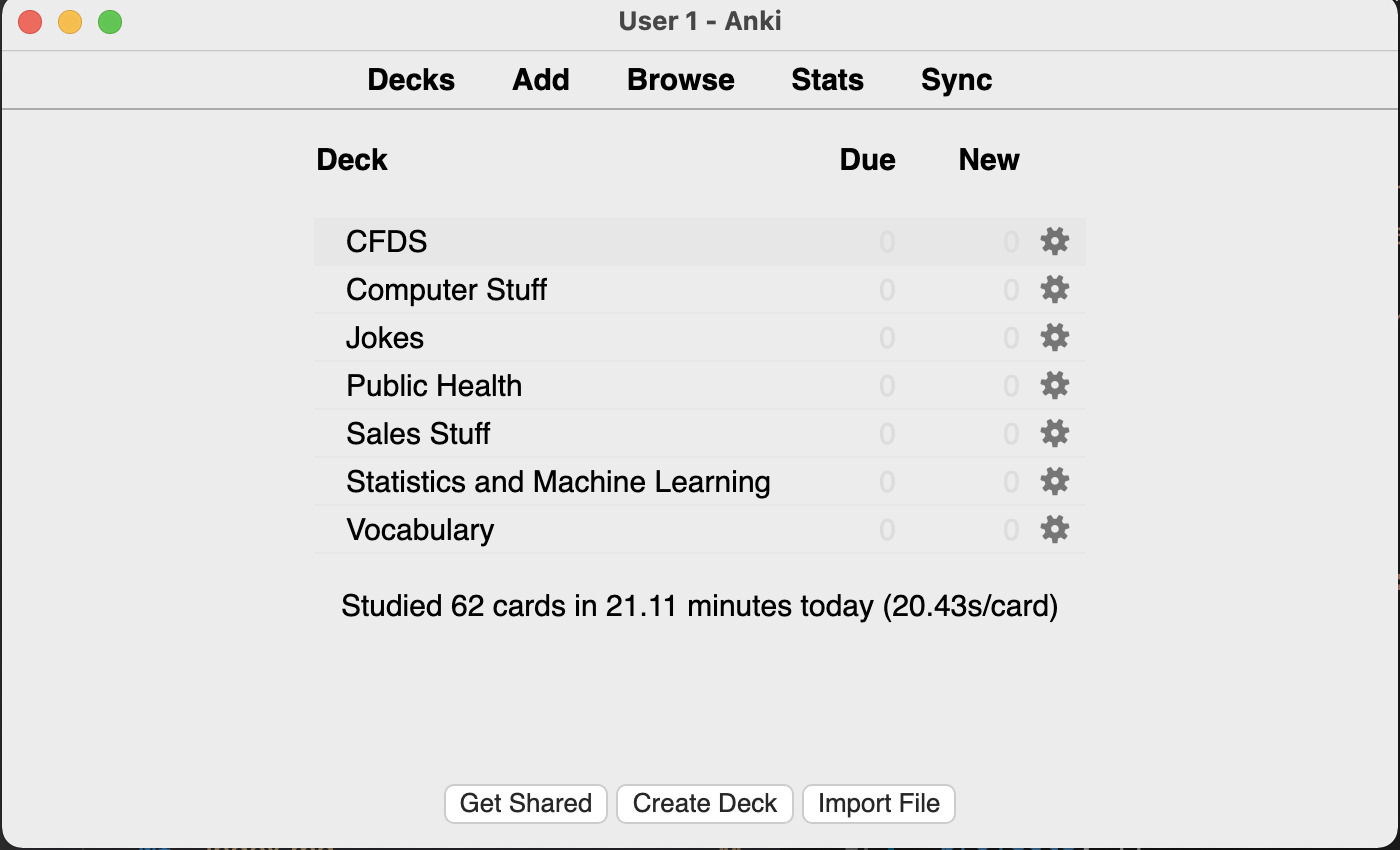 User 1 - Anki
Decks Add Browse Stats Sync
Deck Due New
CFDS 0 0
Computer Stuff 0 0
Jokes 0 0
Public Health 0 0
Sales Stuff 0 0
Statistics and Machine Learning 0 0
Vocabulary 0 0
Studied 62 cards in 21.11 minutes today (20.43s/card)
Get Shared Create Deck Import File